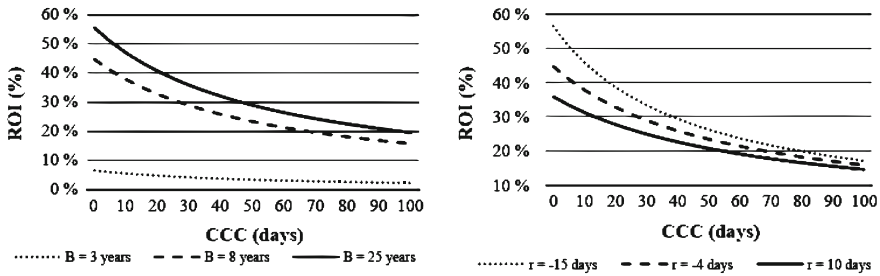 60 %
50 %
40 %
30 %
20 %
10 %
0 %
ROI (%)
0 10 20 30 40 50 60 70 80 90 100
CCC (days)
B = 3 years B = 8 years B = 25 years
60 %
50 %
40 %
30 %
20 %
10 %
ROI (%)
0 10 20 30 40 50 60 70 80 90 100
CCC (days)
r = -15 days r = -4 days r = 10 days